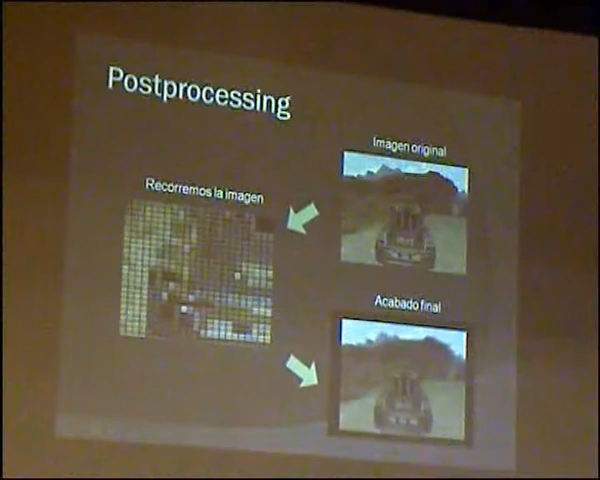 Postprocessing
Imagen original
Recorremos la imagen
Acabado final